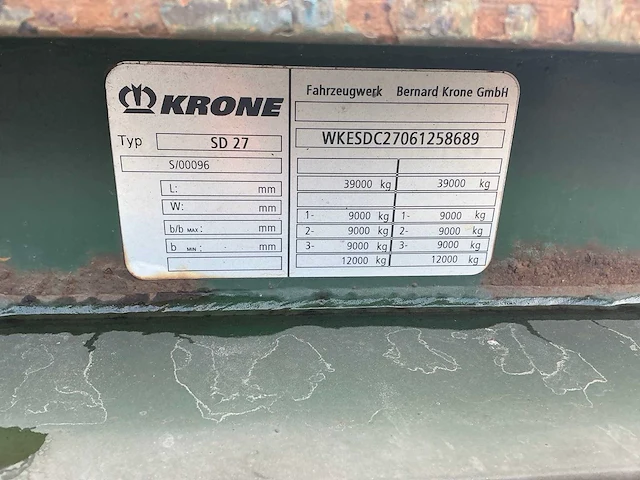 KRONE
Typ SD 27
S/00096
L: mm
W: mm
b/b MAX: mm
b MIN: mm
Fahrzeugwerk Bernard Krone GmbH
WKESDC27061258689
39000 kg 39000 kg
1- 9000 kg 1- 9000 kg
2- 9000 kg 2- 9000 kg
3- 9000 kg 3- 9000 kg
12000 kg 12000 kg